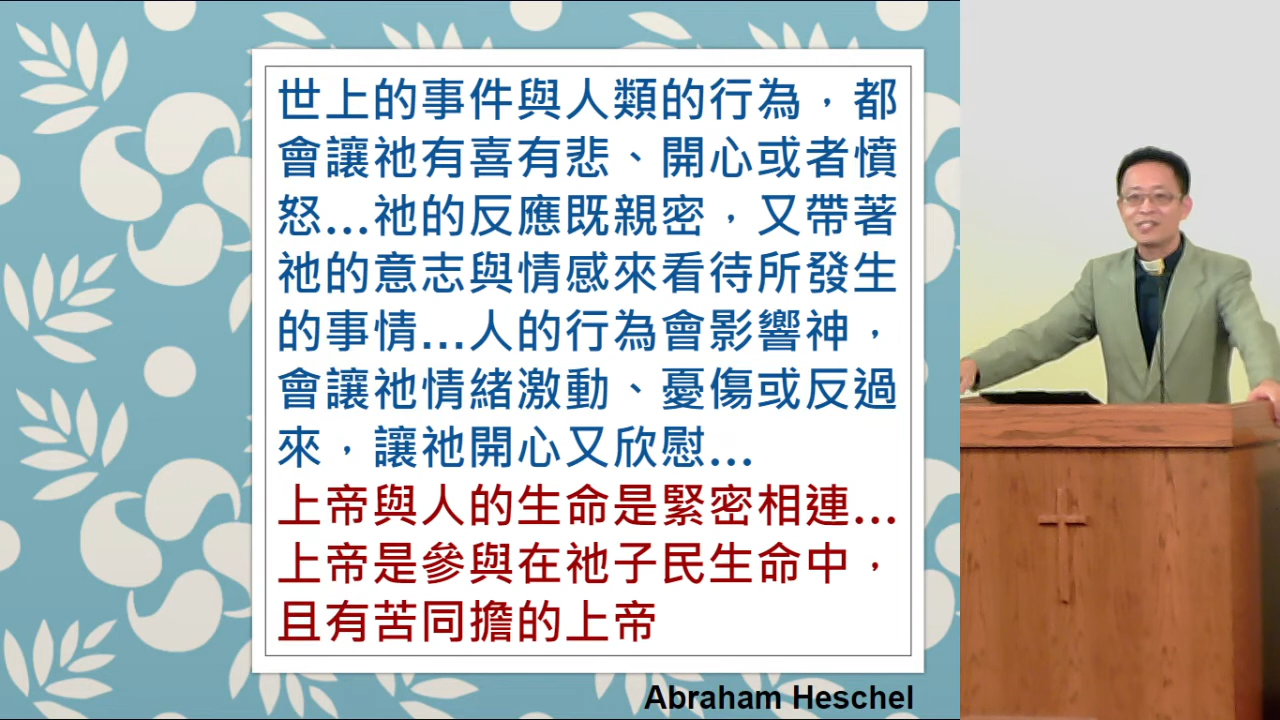 世上的事件與人類的行為，都
會讓祂有喜有悲、開心或者憤
怒...祂的反應既親密，又帶著
祂的意志與情感來看待所發生
的事情...人的行為會影響神，
會讓祂情緒激動、憂傷或反過
來，讓祂開心又欣慰...
上帝與人的生命是緊密相連...
上帝是參與在祂子民生命中，
且有苦同擔的上帝
Abraham Heschel